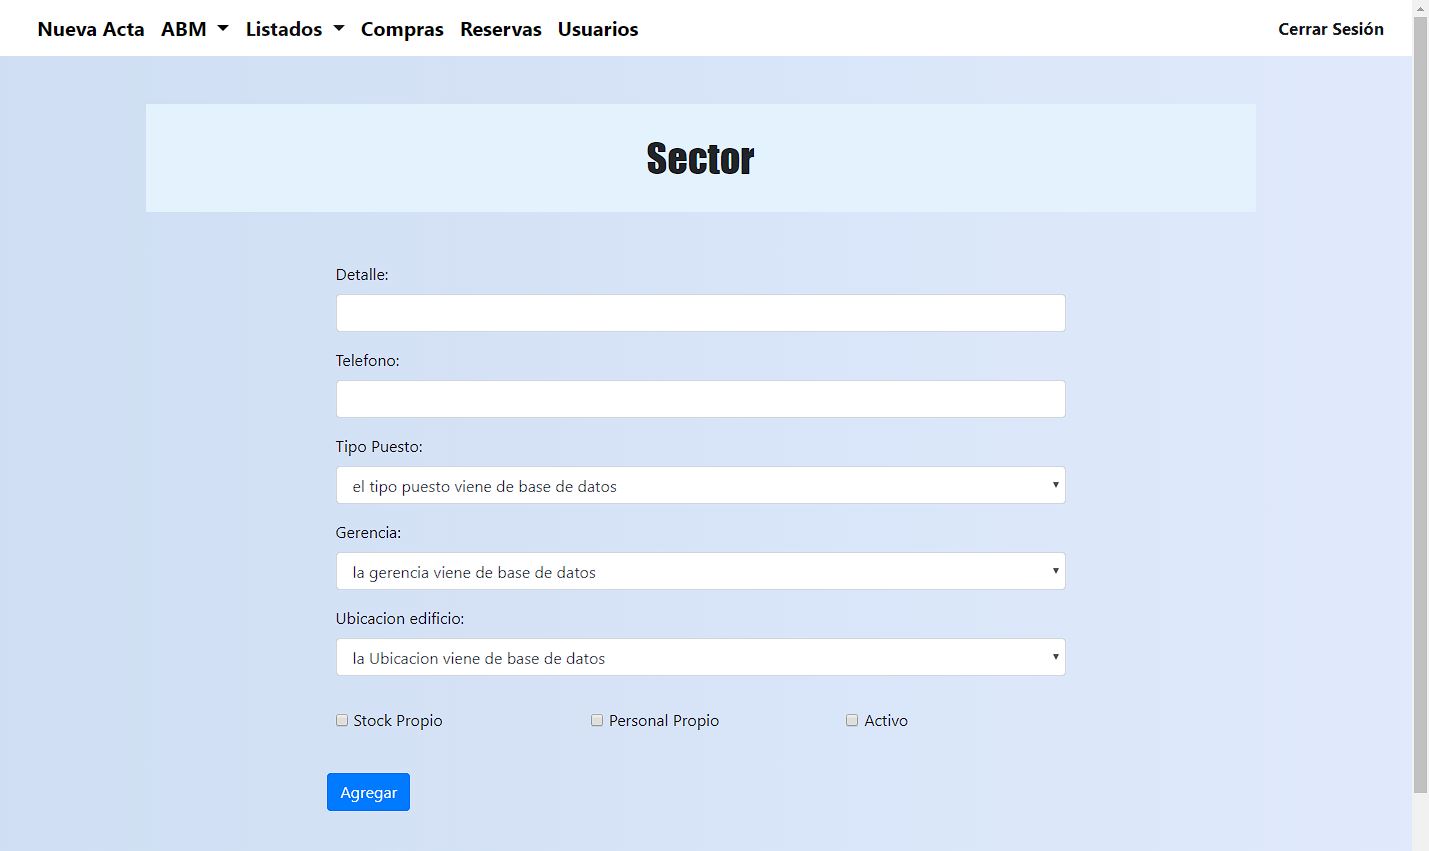 Nueva Acta ABM Listados Compras Reservas Usuarios Cerrar Sesión
Sector
Detalle:
Telefono:
Tipo Puesto:
el tipo puesto viene de base de datos
Gerencia:
la gerencia viene de base de datos
Ubicacion edificio:
la Ubicacion viene de base de datos
Stock Propio Personal Propio Activo
Agregar